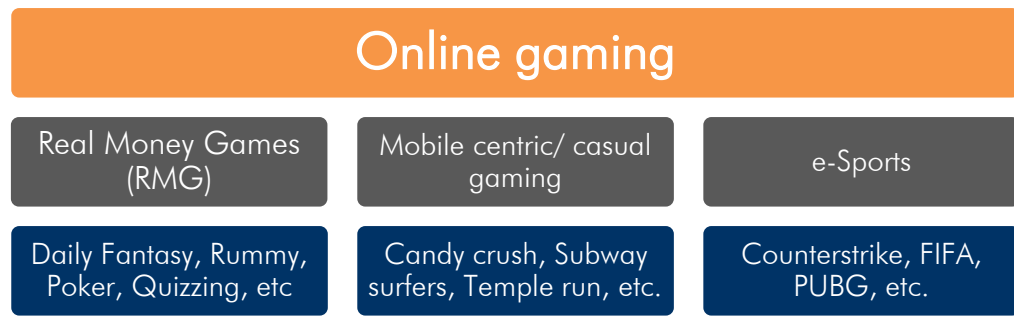 Online gaming
Real Money Games
(RMG)
Mobile centric/ casual
gaming
e-Sports
Daily Fantasy, Rummy,
Poker, Quizzing, etc
Candy crush, Subway
surfers, Temple run, etc.
Counterstrike, FIFA,
PUBG, etc.